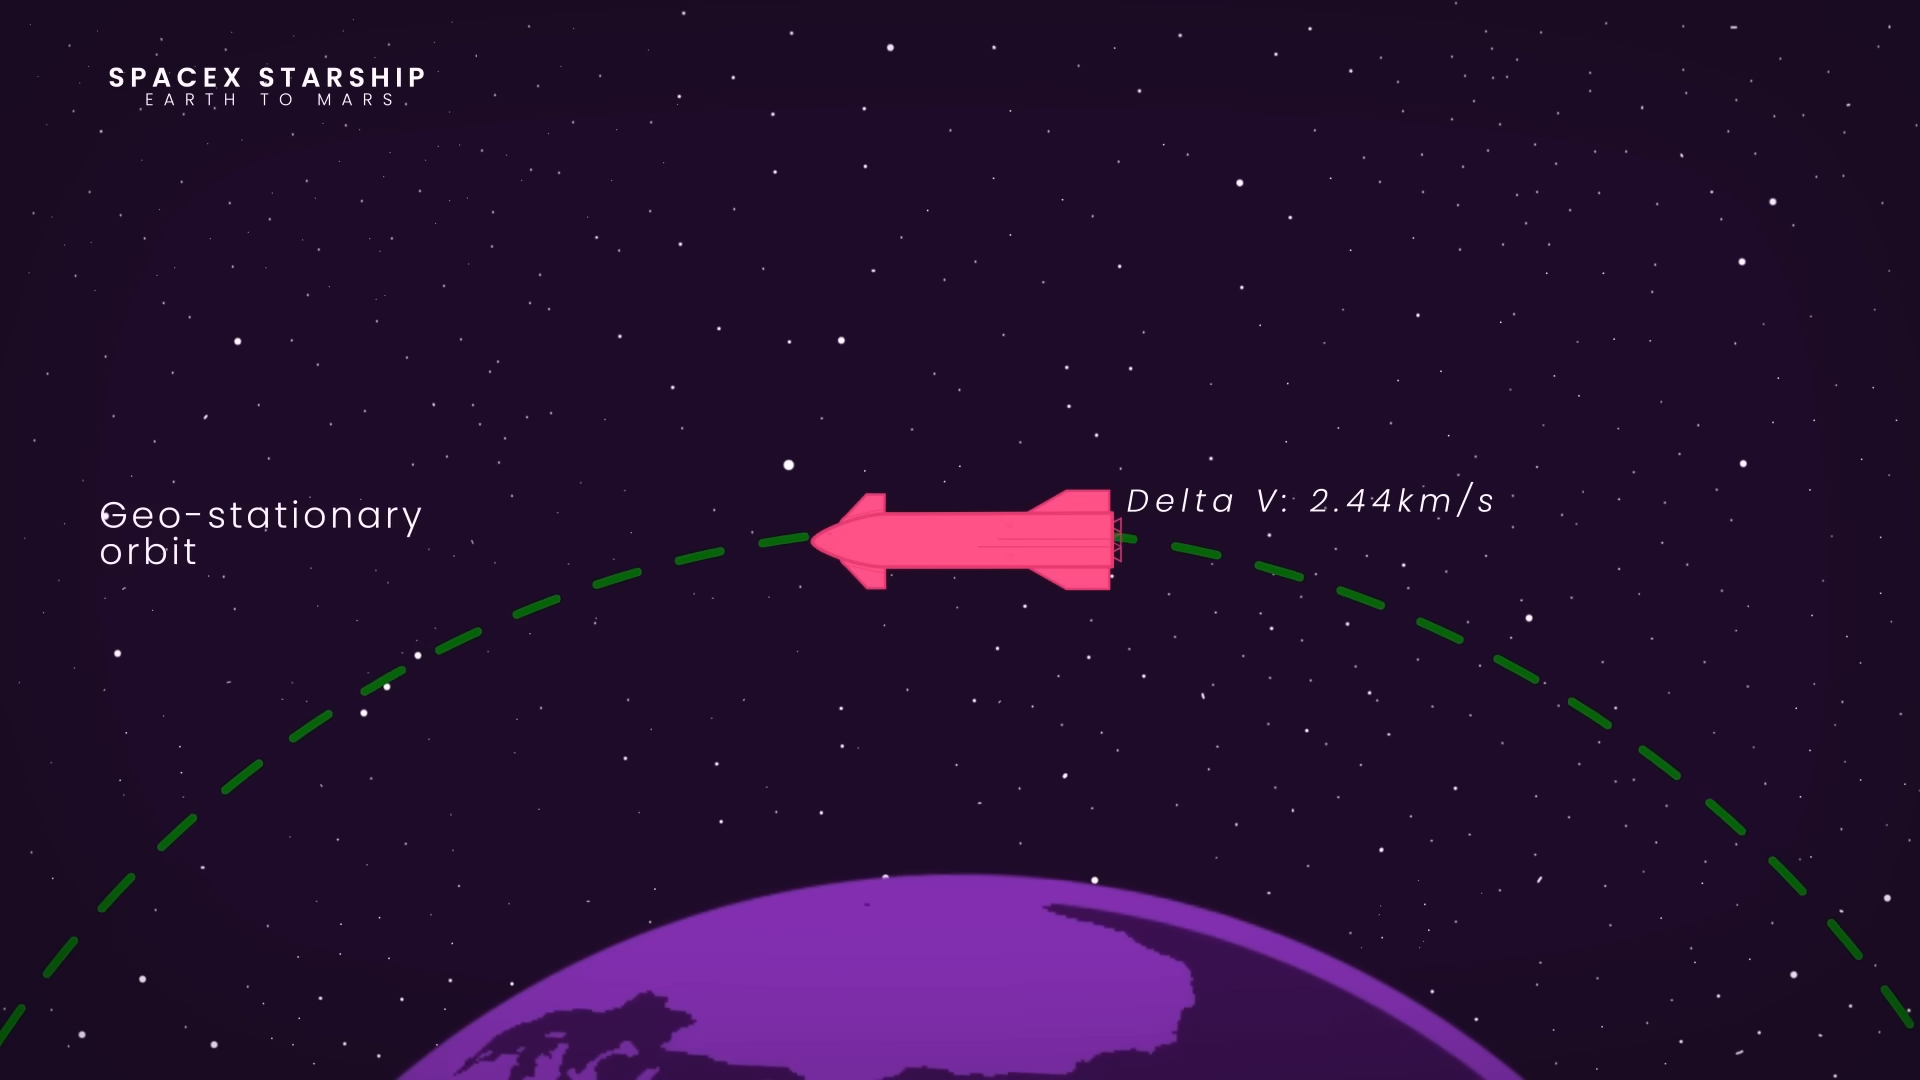 SPACEX STARSHIP
EARTH TO MARS
Geo-stationary
orbit
Delta V: 2.44km/s